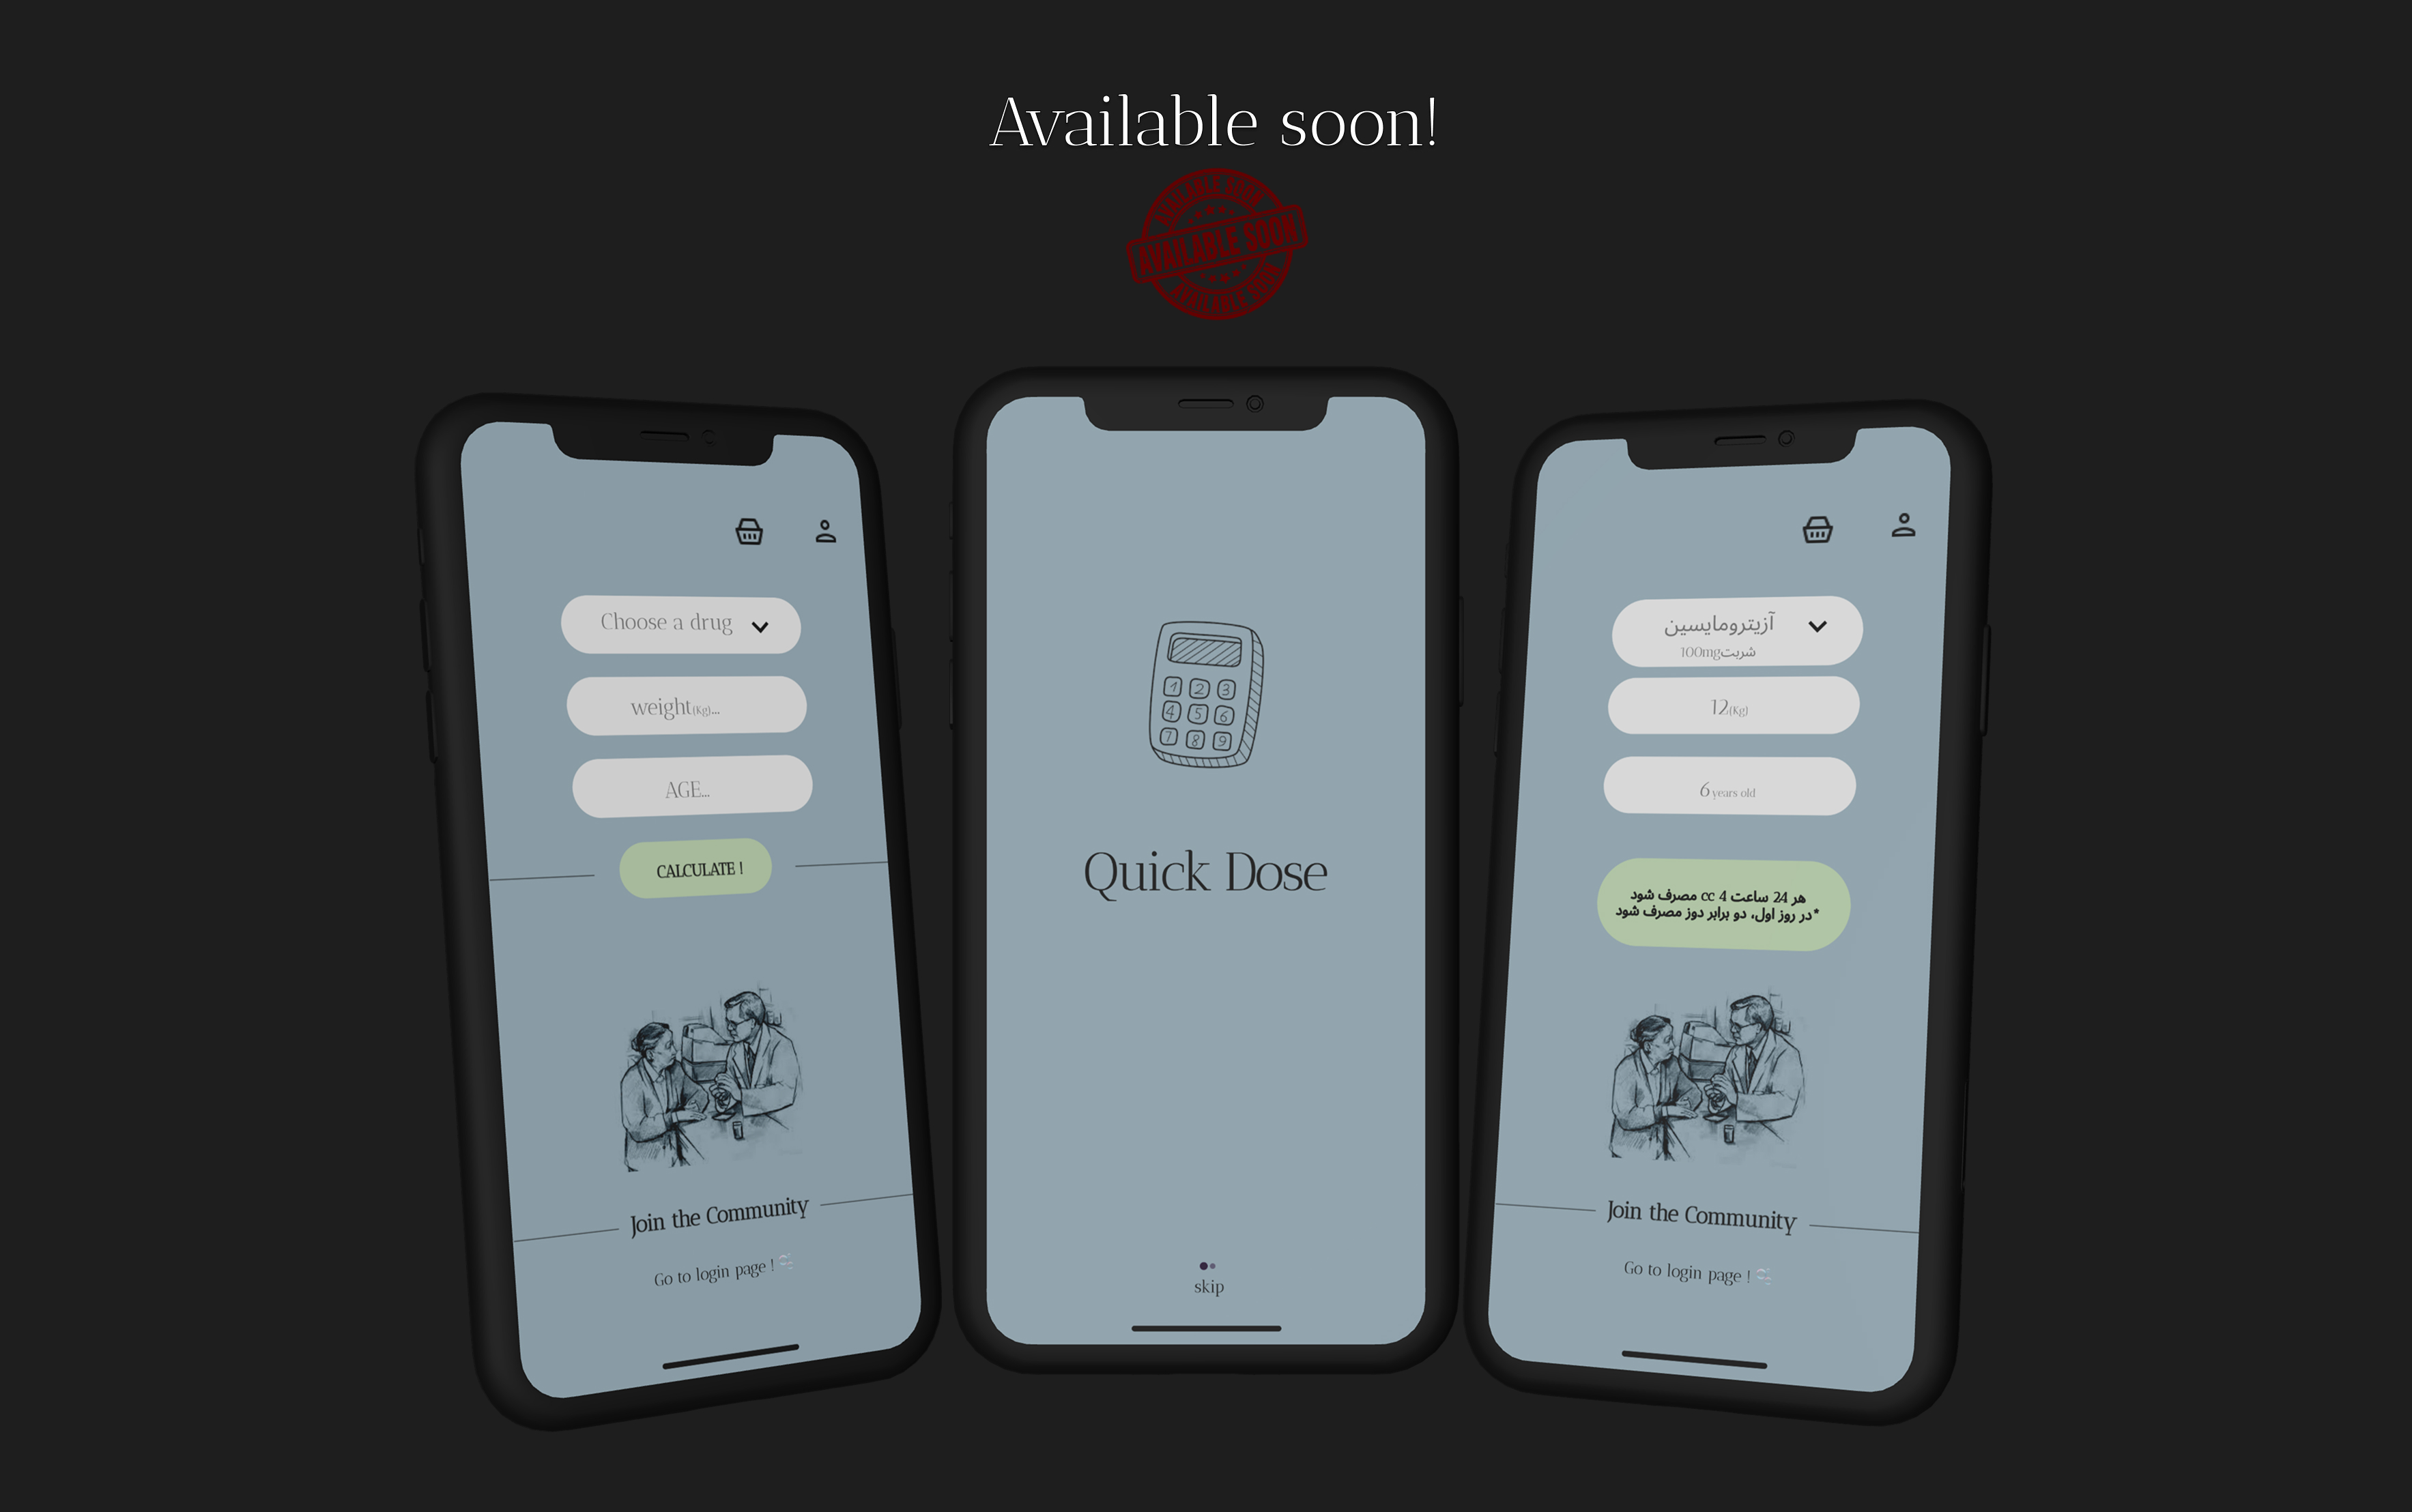 Available soon!
AVAILABLE SOON
AVAILABLE SOON
AVAILABLE SOON
Choose a drug
weight(Kg)...
AGE...
CALCULATE !
Join the Community
Go to login page !
1 2 3
4 5 6
7 8 9
Quick Dose
skip
آزیترومایسین
شربت100mg
12(Kg)
6 years old
هر 24 ساعت 4 cc مصرف شود
*در روز اول، دو برابر دوز مصرف شود
Join the Community
Go to login page !